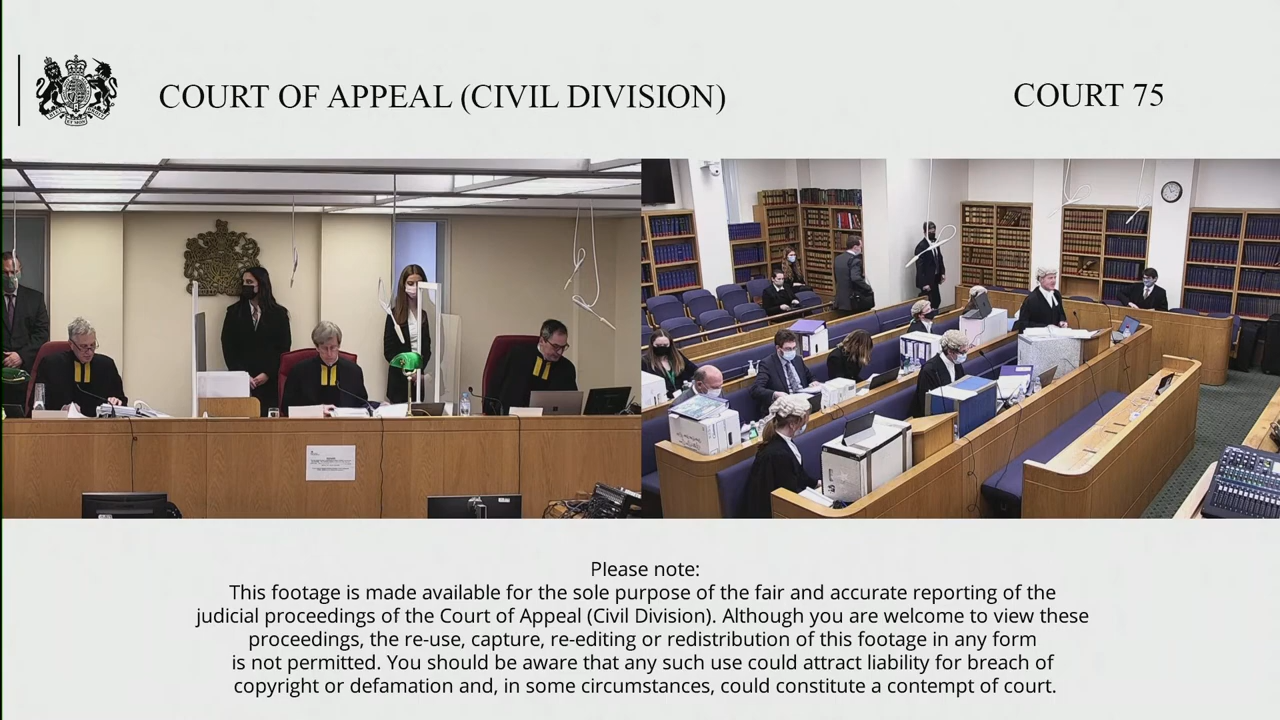 COURT OF APPEAL (CIVIL DIVISION)
COURT 75
Please note:
This footage is made available for the sole purpose of the fair and accurate reporting of the
judicial proceedings of the Court of Appeal (Civil Division). Although you are welcome to view these
proceedings, the re-use, capture, re-editing or redistribution of this footage in any form
is not permitted. You should be aware that any such use could attract liability for breach of
copyright or defamation and, in some circumstances, could constitute a contempt of court.